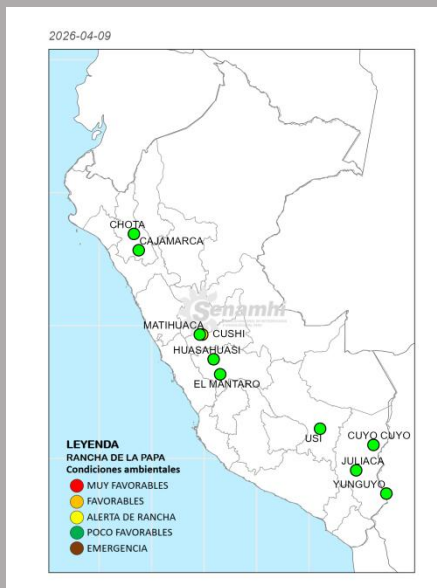 2026-04-09
CHOTA
CAJAMARCA
Senamhi
MATIHUACA
CUSHI
HUASAHUASI
EL MANTARO
USI
CUYO CUYO
JULIACA
YUNGUYO
LEYENDA
RANCHA DE LA PAPA
Condiciones ambientales
MUY FAVORABLES
FAVORABLES
ALERTA DE RANCHA
POCO FAVORABLES
EMERGENCIA